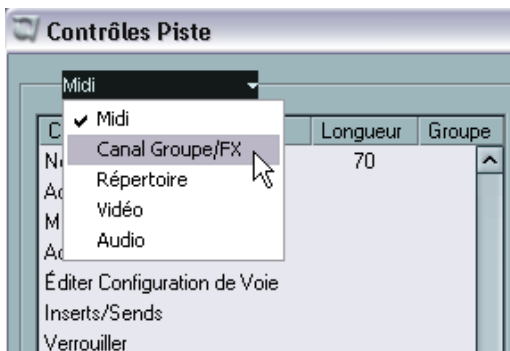 Contrôles Piste
Midi
Midi
Canal Groupe/FX
Répertoire
Vidéo
Audio
C Longueur Groupe
70
Éditer Configuration de Voie
Inserts/Sends
Verrouiller